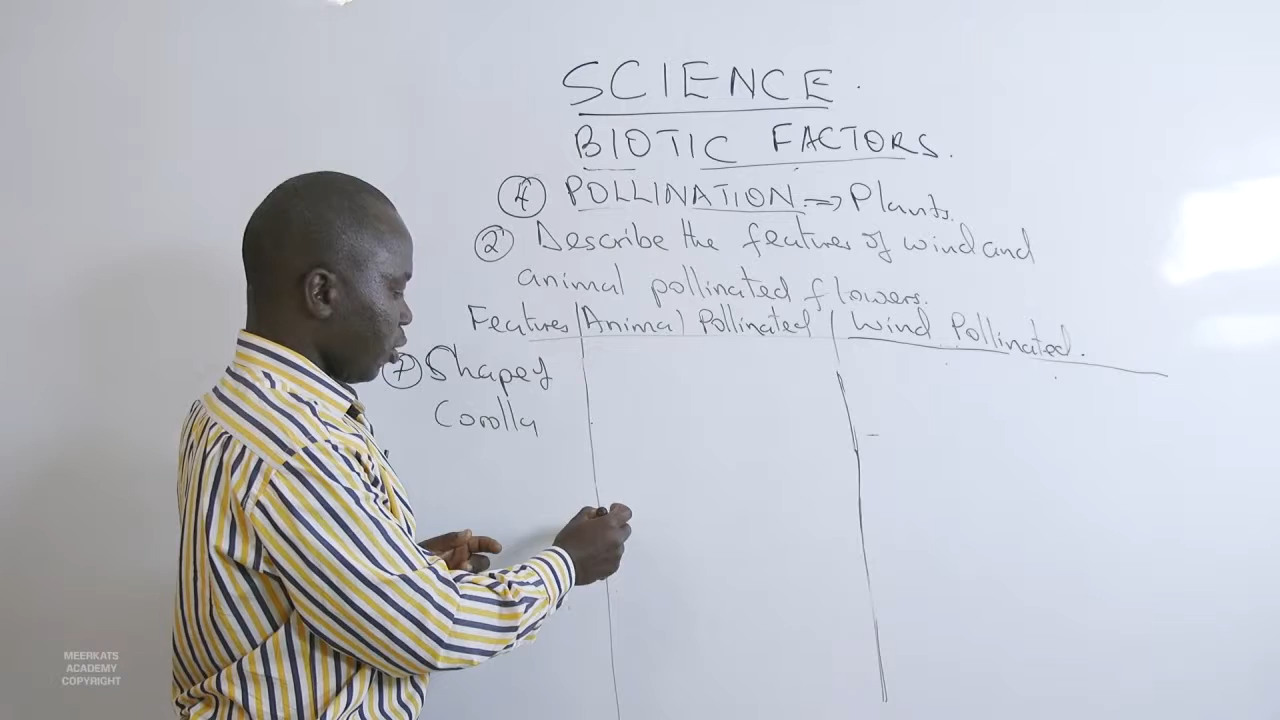 SCIENCE.
BIOTIC FACTORS.
4 POLLINATION. => Plants.
2 Describe the features of wind and
animal pollinated flowers.
Features | Animal Pollinated | Wind Pollinated.
7 Shape of
Corolla
MEERKATS
ACADEMY
COPYRIGHT